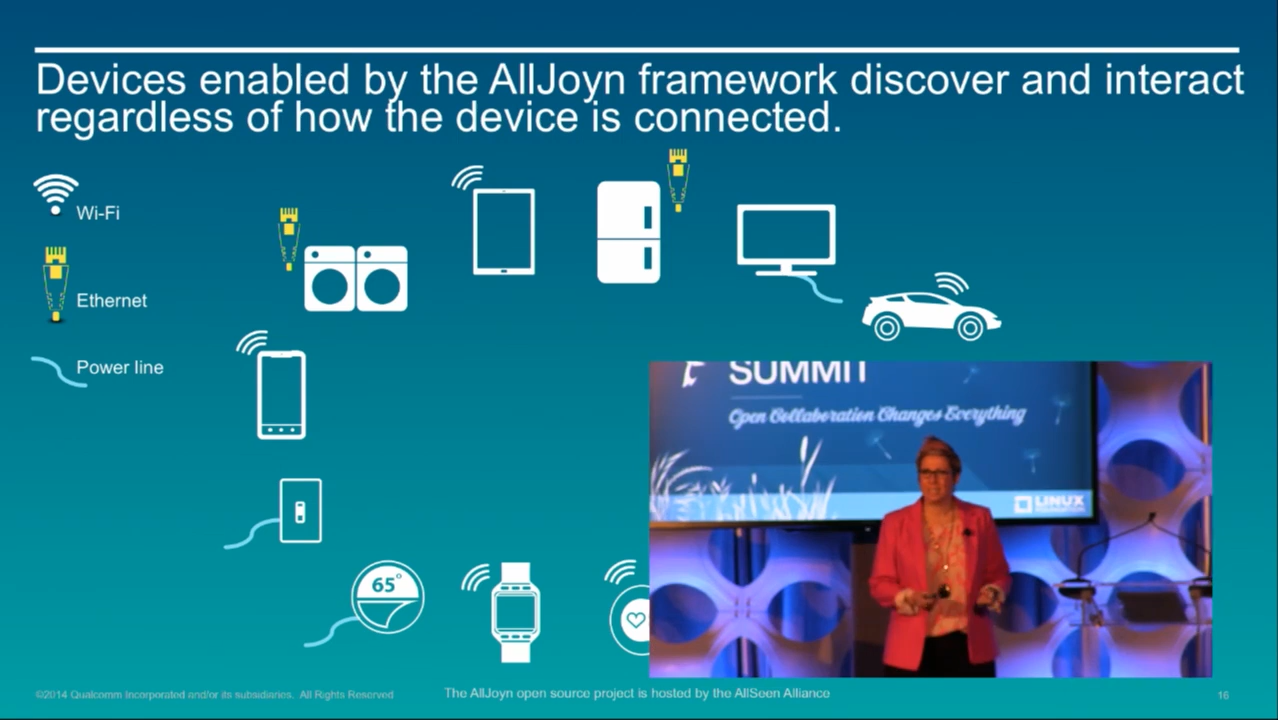 Devices enabled by the AllJoyn framework discover and interact
regardless of how the device is connected.
Wi-Fi
Ethernet
Power line
65°
SUMMIT
Open Collaboration Changes Everything
LINUX
FOUNDATION
©2014 Qualcomm Incorporated and/or its subsidiaries. All Rights Reserved
The AllJoyn open source project is hosted by the AllSeen Alliance
16